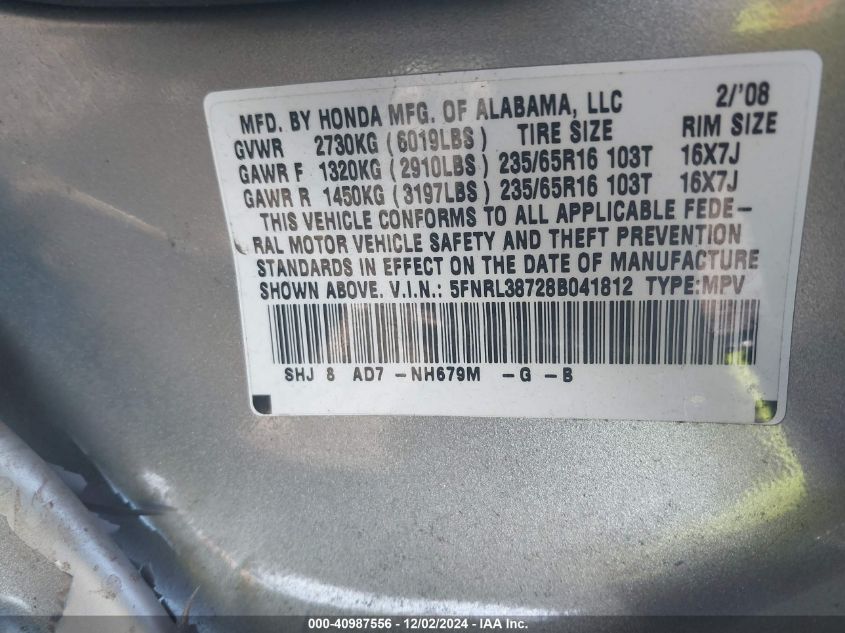 MFD. BY HONDA MFG. OF ALABAMA, LLC 2/'08
GVWR 2730KG (6019LBS) TIRE SIZE RIM SIZE
GAWR F 1320KG (2910LBS) 235/65R16 103T 16X7J
GAWR R 1450KG (3197LBS) 235/65R16 103T 16X7J
THIS VEHICLE CONFORMS TO ALL APPLICABLE FEDE-
RAL MOTOR VEHICLE SAFETY AND THEFT PREVENTION
STANDARDS IN EFFECT ON THE DATE OF MANUFACTURE
SHOWN ABOVE. V.I.N.: 5FNRL38728B041812 TYPE:MPV
SHJ 8 AD7 -NH679M -G -B
000-40987556 - 12/02/2024 - IAA Inc.